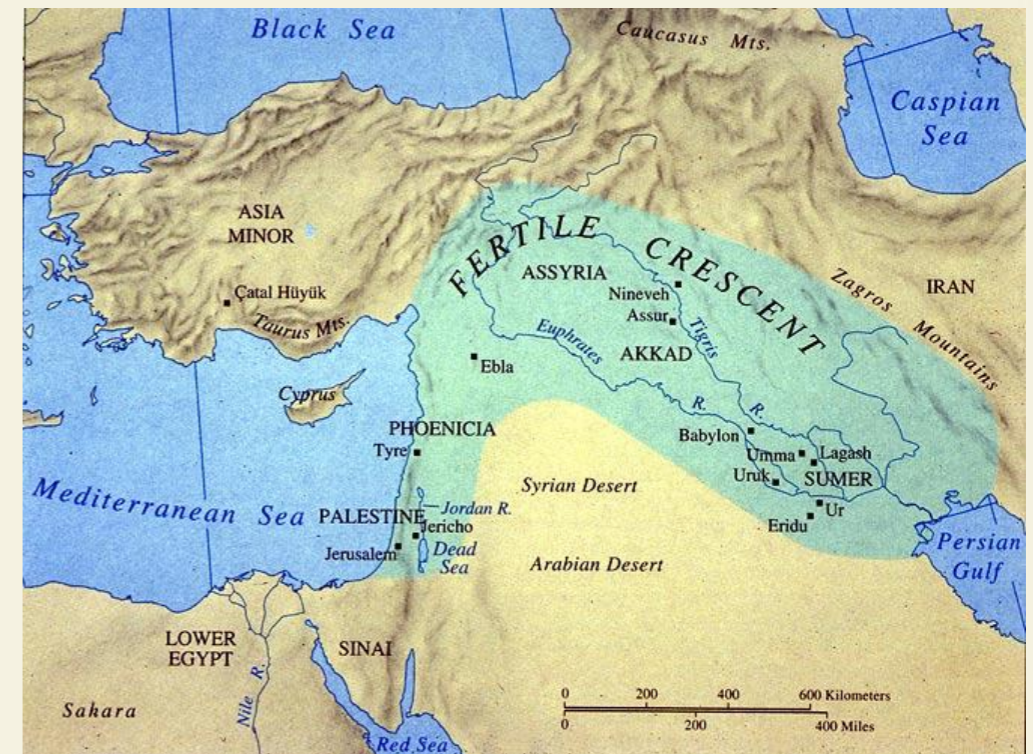 Black Sea
Caucasus Mts.
Caspian
Sea
ASIA
MINOR
FERTILE CRESCENT
ASSYRIA
Zagros Mountains
IRAN
Çatal Hüyük
Nineveh
Assur
Taurus Mts.
Euphrates R.
Tigris R.
AKKAD
Ebla
Cyprus
PHOENICIA
Babylon
Tyre
Umma
Lagash
Uruk
SUMER
Syrian Desert
Mediterranean Sea
PALESTINE
Jordan R.
Ur
Jericho
Eridu
Jerusalem
Dead
Sea
Persian
Gulf
Arabian Desert
LOWER
EGYPT
SINAI
Nile R.
Sahara
0 200 400 600 Kilometers
0 200 400 Miles
Red Sea